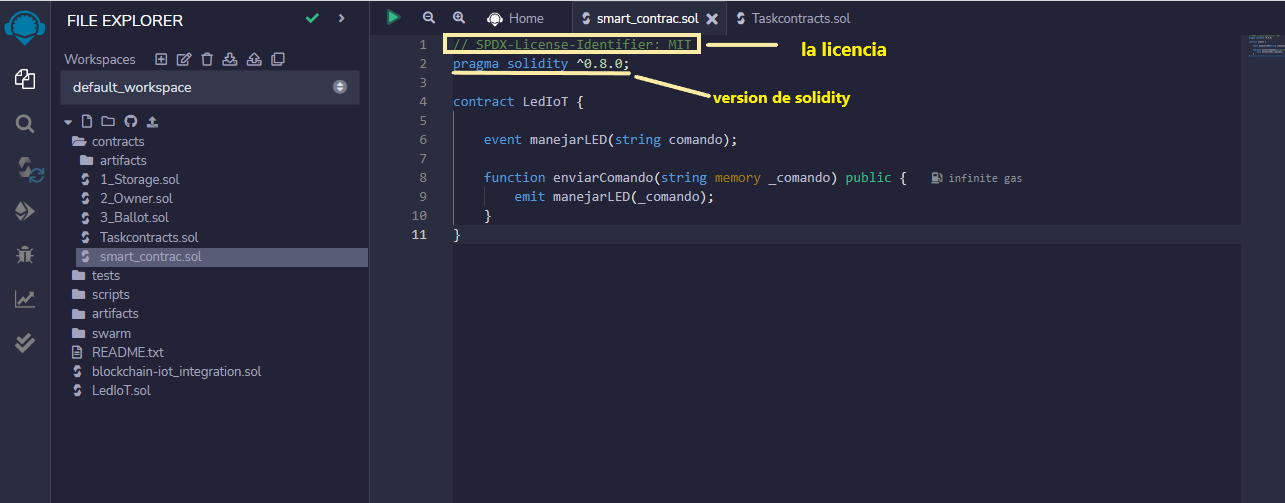 FILE EXPLORER
Workspaces
default_workspace
contracts
artifacts
1_Storage.sol
2_Owner.sol
3_Ballot.sol
Taskcontracts.sol
smart_contrac.sol
tests
scripts
artifacts
swarm
README.txt
blockchain-iot_integration.sol
LedIoT.sol
Home
smart_contrac.sol
Taskcontracts.sol
1 // SPDX-License-Identifier: MIT
la licencia
2 pragma solidity ^0.8.0;
version de solidity
3
4 contract LedIoT {
5
6 event manejarLED(string comando);
7
8 function enviarComando(string memory _comando) public { infinite gas
9 emit manejarLED(_comando);
10 }
11 }